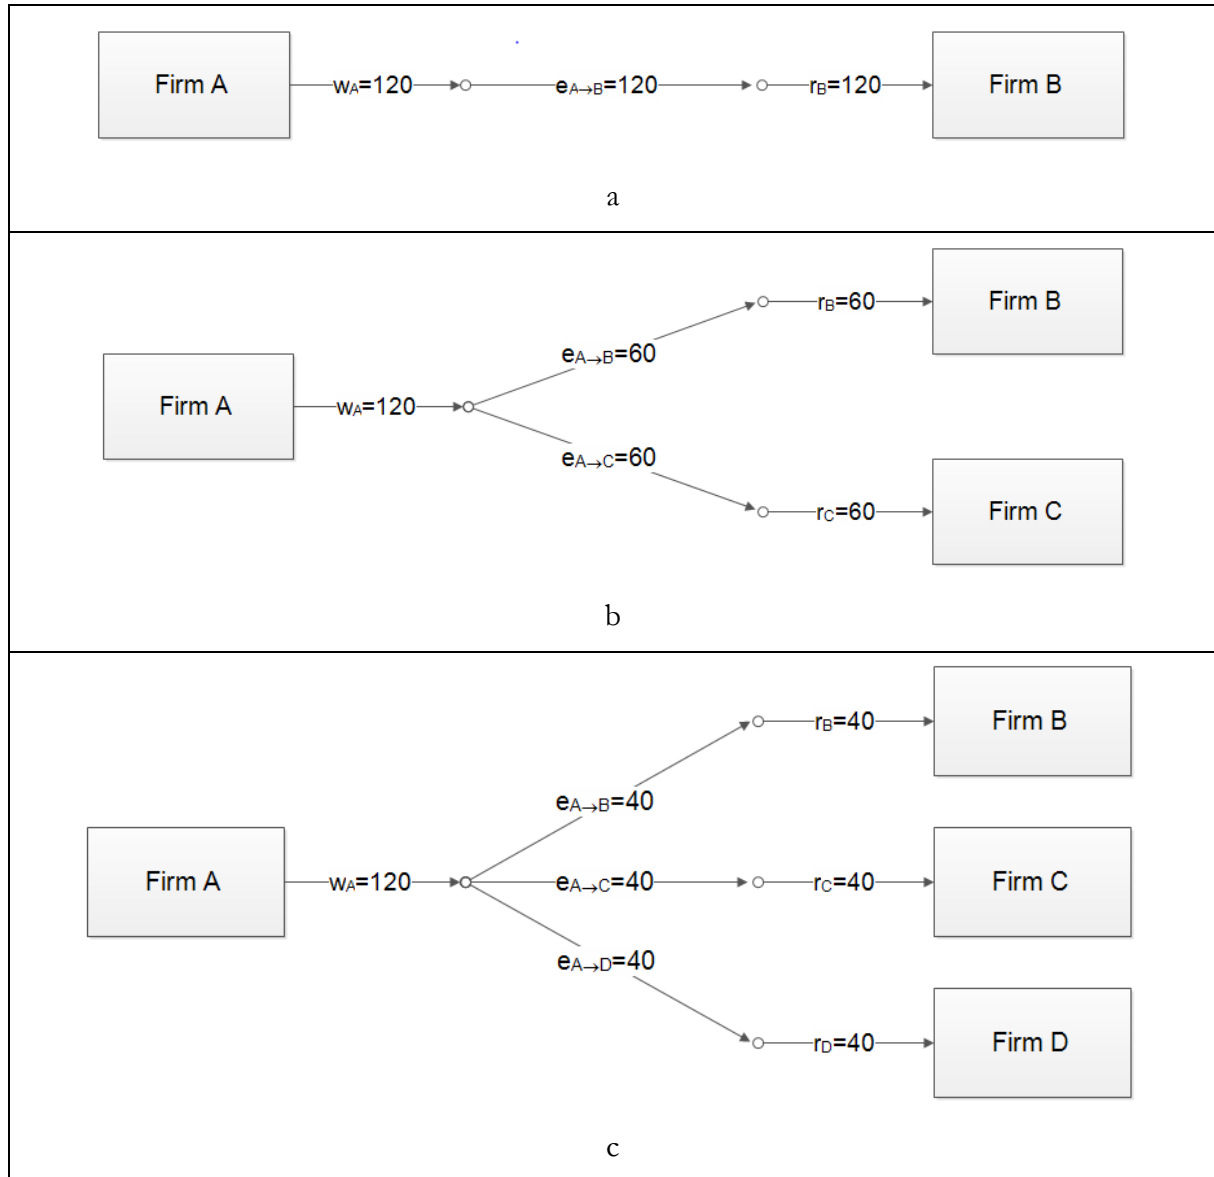 Firm A
wA=120
eA→B=120
rB=120
Firm B
a
Firm B
rB=60
eA→B=60
Firm A
wA=120
eA→C=60
rC=60
Firm C
b
Firm B
rB=40
eA→B=40
Firm A
wA=120
eA→C=40
rC=40
Firm C
eA→D=40
rD=40
Firm D
c